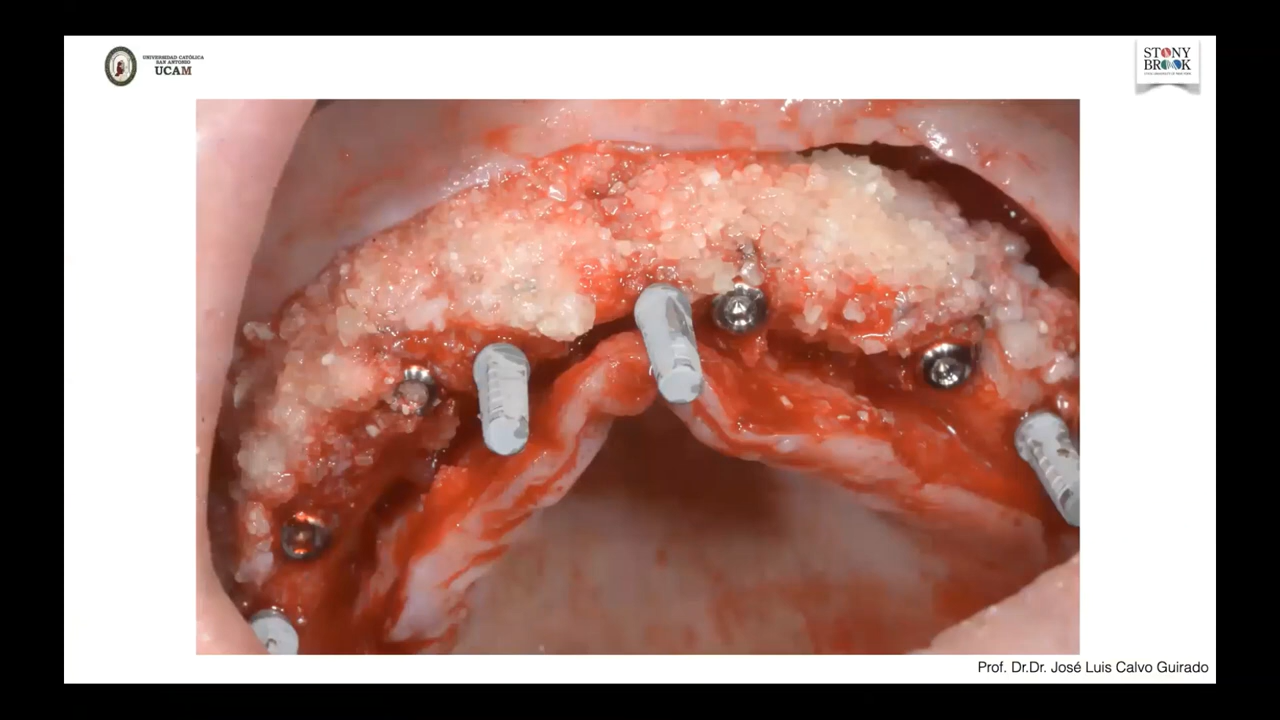 UNIVERSIDAD CATÓLICA
SAN ANTONIO
UCAM
STONY
BROOK
Prof. Dr.Dr. José Luis Calvo Guirado